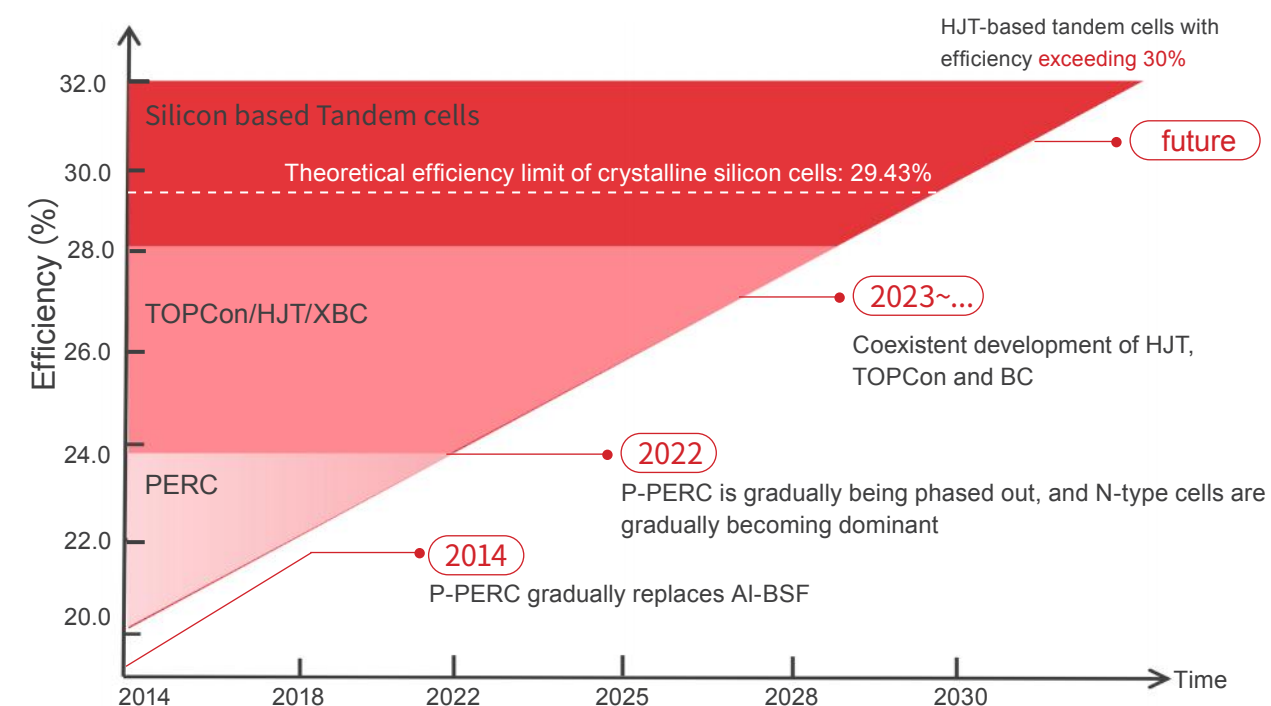 HJT-based tandem cells with
efficiency exceeding 30%
32.0
Silicon based Tandem cells
future
Theoretical efficiency limit of crystalline silicon cells: 29.43%
30.0
28.0
Efficiency (%)
2023~...
TOPCon/HJT/XBC
Coexistent development of HJT,
TOPCon and BC
26.0
24.0
2022
PERC
P-PERC is gradually being phased out, and N-type cells are
gradually becoming dominant
22.0
2014
P-PERC gradually replaces Al-BSF
20.0
Time
2014
2018
2022
2025
2028
2030